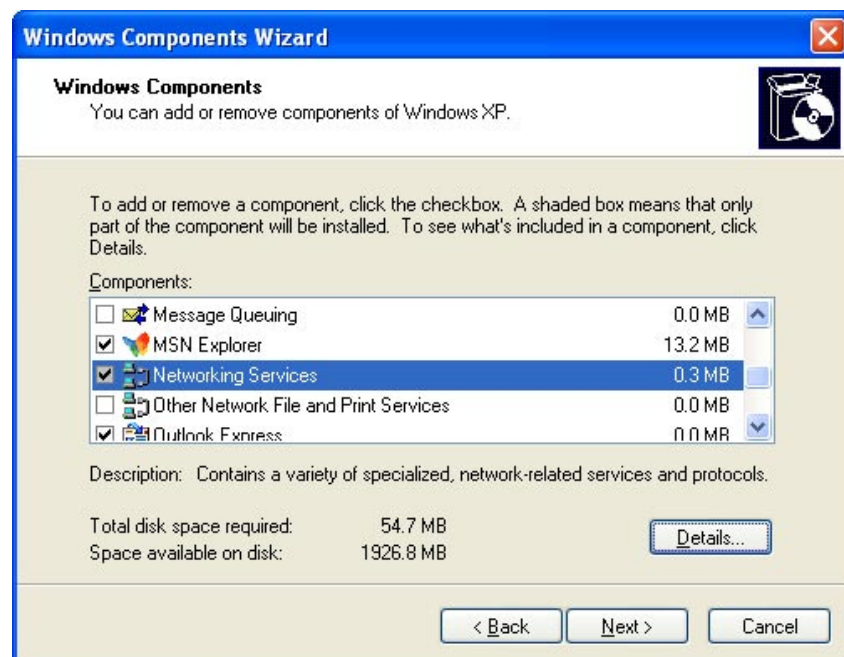 Windows Components Wizard
Windows Components
You can add or remove components of Windows XP.
To add or remove a component, click the checkbox. A shaded box means that only
part of the component will be installed. To see what's included in a component, click
Details.
Components:
Message Queuing 0.0 MB
MSN Explorer 13.2 MB
Networking Services 0.3 MB
Other Network File and Print Services 0.0 MB
Outlook Express 0.0 MB
Description: Contains a variety of specialized, network-related services and protocols.
Total disk space required: 54.7 MB
Space available on disk: 1926.8 MB
Details...
< Back Next > Cancel